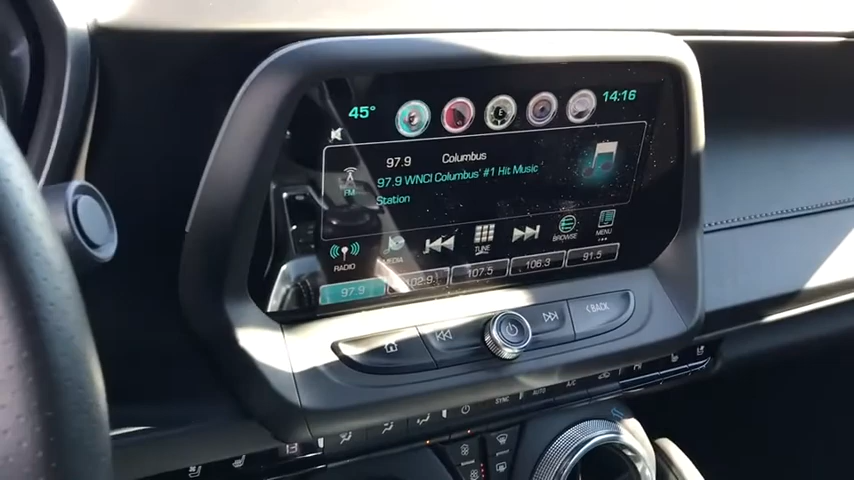 45° 14:16
97.9 Columbus
FM 97.9 WNCI Columbus' #1 Hit Music
Station
RADIO MEDIA TUNE BROWSE MENU
97.9 102.9 107.5 106.3 91.5
BACK
SYNC AUTO A/C